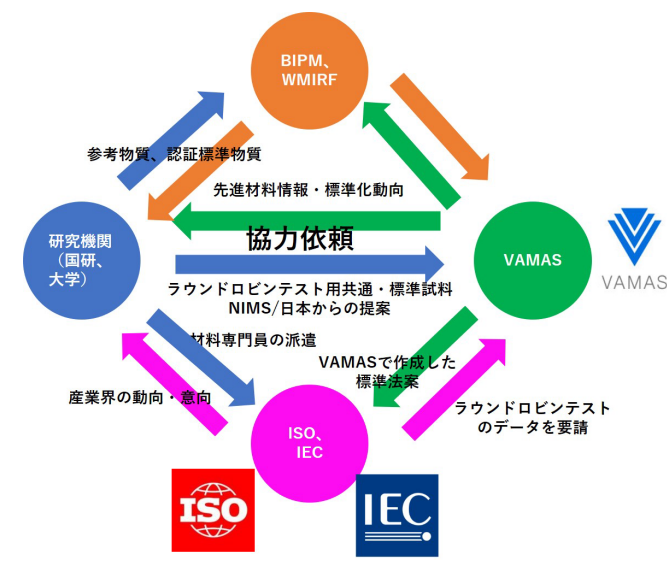 BIPM、
WMIRF
参考物質、認証標準物質
先進材料情報・標準化動向
協力依頼
研究機関
（国研、
大学）
VAMAS
VAMAS
ラウンドロビンテスト用共通・標準試料
NIMS/日本からの提案
材料専門員の派遣
VAMASで作成した
標準法案
産業界の動向・意向
ラウンドロビンテスト
のデータを要請
ISO、
IEC
ISO
IEC